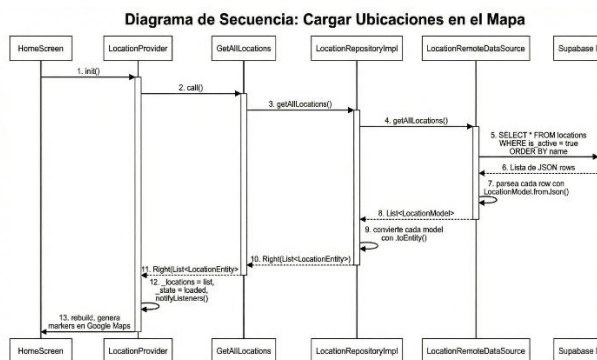 Diagrama de Secuencia: Cargar Ubicaciones en el Mapa
HomeScreen
LocationProvider
GetAllLocations
LocationRepositoryImpl
LocationRemoteDataSource
Supabase
1. init()
2. call()
3. getAllLocations()
4. getAllLocations()
5. SELECT * FROM locations
WHERE is_active = true
ORDER BY name
6. Lista de JSON rows
7. parsea cada row con
LocationModel.fromJson()
8. List<LocationModel>
9. convierte cada model
con .toEntity()
10. Right(List<LocationEntity>)
11. Right(List<LocationEntity>
12. _locations = list,
_state = loaded,
notifyListeners()
13. rebuild, genera
markers en Google Maps
HomeScreen
LocationProvider
GetAllLocations
LocationRepositoryImpl
LocationRemoteDataSource
Supabase